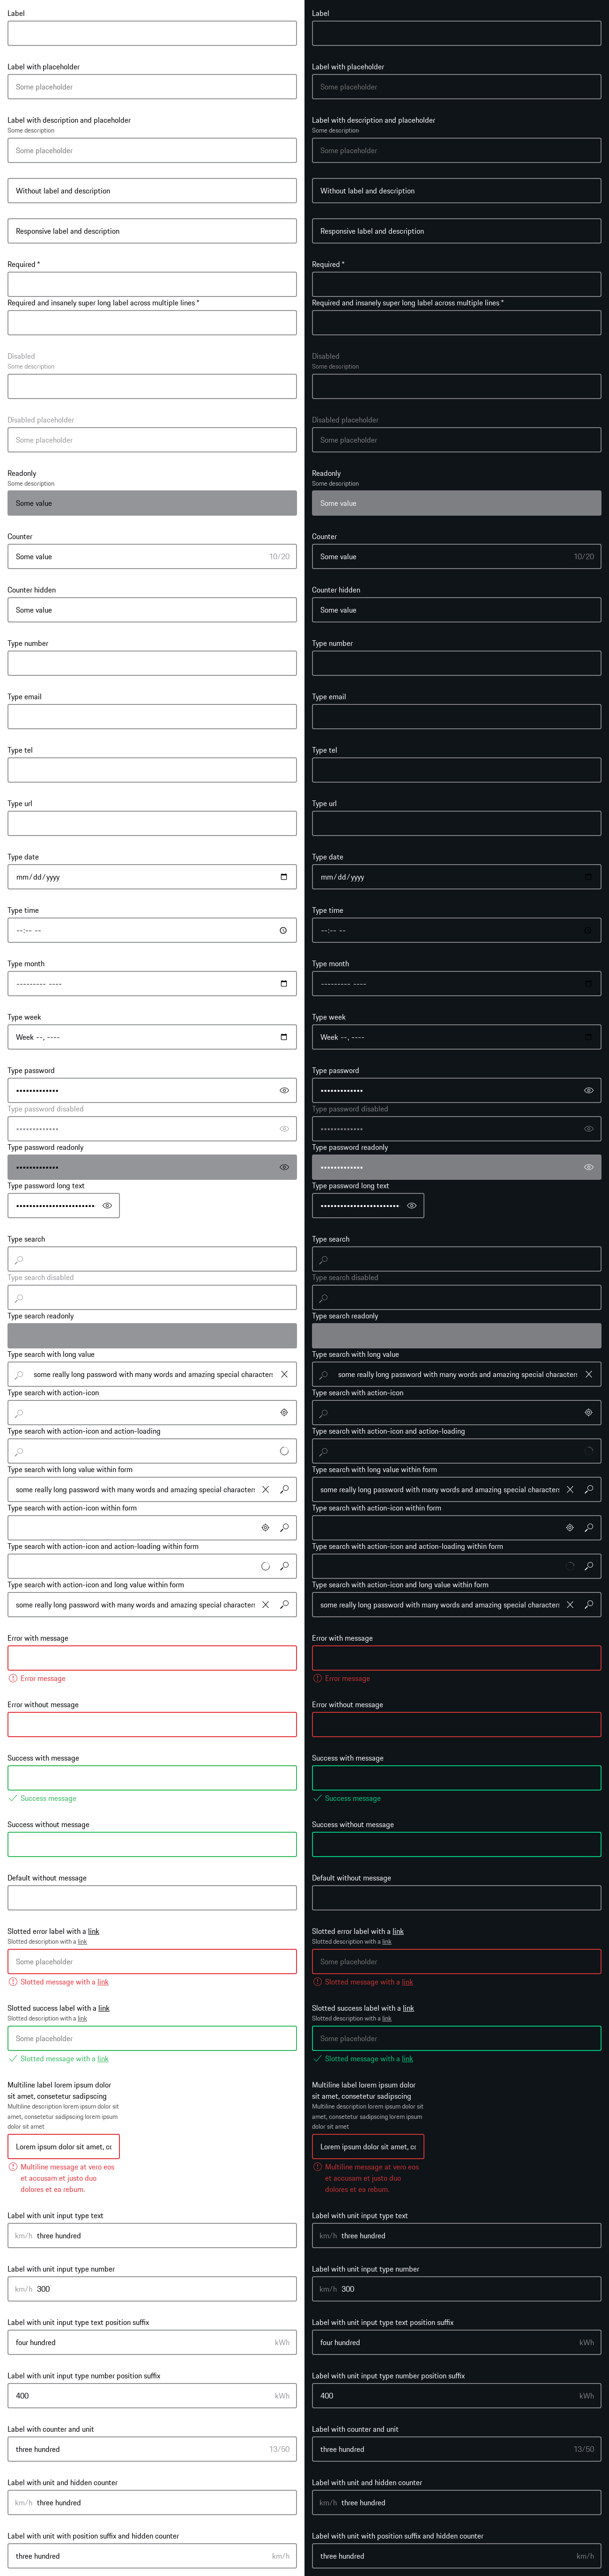 Label
Label with placeholder
Some placeholder
Label with description and placeholder
Some description
Some placeholder
Without label and description
Responsive label and description
Required *
Required and insanely super long label across multiple lines *
Disabled
Some description
Disabled placeholder
Some placeholder
Readonly
Some description
Some value
Counter
Some value 10/20
Counter hidden
Some value
Type number
Type email
Type tel
Type url
Type date
mm/dd/yyyy
Type time
--:-- --
Type month
--------- ----
Type week
Week --, ----
Type password
•••••••••••••
Type password disabled
•••••••••••••
Type password readonly
•••••••••••••
Type password long text
••••••••••••••••••••••••
Type search
Type search disabled
Type search readonly
Type search with long value
some really long password with many words and amazing special characters
Type search with action-icon
Type search with action-icon and action-loading
Type search with long value within form
some really long password with many words and amazing special characters
Type search with action-icon within form
Type search with action-icon and action-loading within form
Type search with action-icon and long value within form
some really long password with many words and amazing special characters
Error with message
Error message
Error without message
Success with message
Success message
Success without message
Default without message
Slotted error label with a link
Slotted description with a link
Some placeholder
Slotted message with a link
Slotted success label with a link
Slotted description with a link
Some placeholder
Slotted message with a link
Multiline label lorem ipsum dolor
sit amet, consetetur sadipscing
Multiline description lorem ipsum dolor sit
amet, consetetur sadipscing lorem ipsum
dolor sit amet
Lorem ipsum dolor sit amet, co
Multiline message at vero eos
et accusam et justo duo
dolores et ea rebum.
Label with unit input type text
km/h three hundred
Label with unit input type number
km/h 300
Label with unit input type text position suffix
four hundred kWh
Label with unit input type number position suffix
400 kWh
Label with counter and unit
three hundred 13/50
Label with unit and hidden counter
km/h three hundred
Label with unit with position suffix and hidden counter
three hundred km/h
Label
Label with placeholder
Some placeholder
Label with description and placeholder
Some description
Some placeholder
Without label and description
Responsive label and description
Required *
Required and insanely super long label across multiple lines *
Disabled
Some description
Disabled placeholder
Some placeholder
Readonly
Some description
Some value
Counter
Some value 10/20
Counter hidden
Some value
Type number
Type email
Type tel
Type url
Type date
mm/dd/yyyy
Type time
--:-- --
Type month
--------- ----
Type week
Week --, ----
Type password
•••••••••••••
Type password disabled
•••••••••••••
Type password readonly
•••••••••••••
Type password long text
••••••••••••••••••••••••
Type search
Type search disabled
Type search readonly
Type search with long value
some really long password with many words and amazing special characters
Type search with action-icon
Type search with action-icon and action-loading
Type search with long value within form
some really long password with many words and amazing special characters
Type search with action-icon within form
Type search with action-icon and action-loading within form
Type search with action-icon and long value within form
some really long password with many words and amazing special characters
Error with message
Error message
Error without message
Success with message
Success message
Success without message
Default without message
Slotted error label with a link
Slotted description with a link
Some placeholder
Slotted message with a link
Slotted success label with a link
Slotted description with a link
Some placeholder
Slotted message with a link
Multiline label lorem ipsum dolor
sit amet, consetetur sadipscing
Multiline description lorem ipsum dolor sit
amet, consetetur sadipscing lorem ipsum
dolor sit amet
Lorem ipsum dolor sit amet, co
Multiline message at vero eos
et accusam et justo duo
dolores et ea rebum.
Label with unit input type text
km/h three hundred
Label with unit input type number
km/h 300
Label with unit input type text position suffix
four hundred kWh
Label with unit input type number position suffix
400 kWh
Label with counter and unit
three hundred 13/50
Label with unit and hidden counter
km/h three hundred
Label with unit with position suffix and hidden counter
three hundred km/h